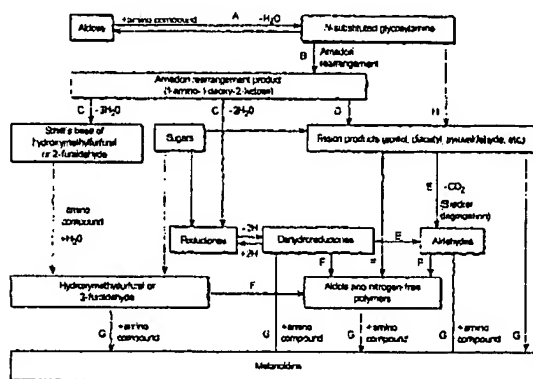 Aldose
+amino compound
A
-H₂O
N-substituted glycosylamine
B
Amadori
rearrangement
Amadori rearrangement product
(1-amino-1-deoxy-2-ketose)
C
-3H₂O
C
-2H₂O
D
H
Schiff's base of
hydroxymethylfurfural
or 2-furaldehyde
Sugars
Fission products (acetol, diacetyl, pyruvaldehyde, etc.)
E
-CO₂
(Strecker
degradation)
amino
compound
+H₂O
Reductones
-2H
+2H
Dehydroreductones
E
Aldehydes
F
F
F
Hydroxymethylfurfural or
2-furaldehyde
F
Aldols and nitrogen-free
polymers
G
+amino
compound
G
+amino
compound
G
+amino
compound
G
+amino
compound
G
Melanoidins